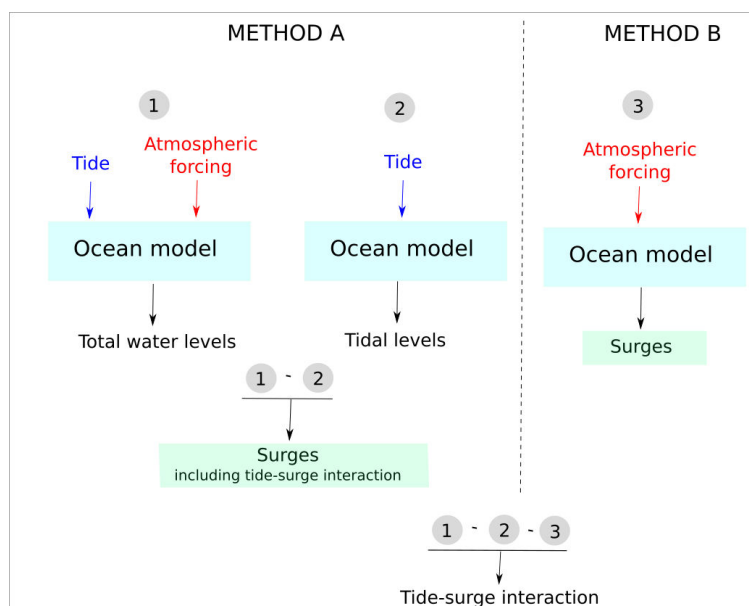 METHOD A
METHOD B
1
2
3
Tide
Atmospheric
forcing
Tide
Atmospheric
forcing
Ocean model
Ocean model
Ocean model
Total water levels
Tidal levels
Surges
1 - 2
Surges
including tide-surge interaction
1 - 2 - 3
Tide-surge interaction